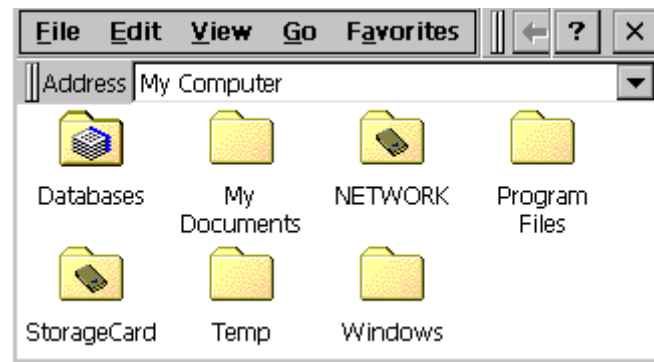 File Edit View Go Favorites ?
Address My Computer
Databases My Documents NETWORK Program Files
StorageCard Temp Windows